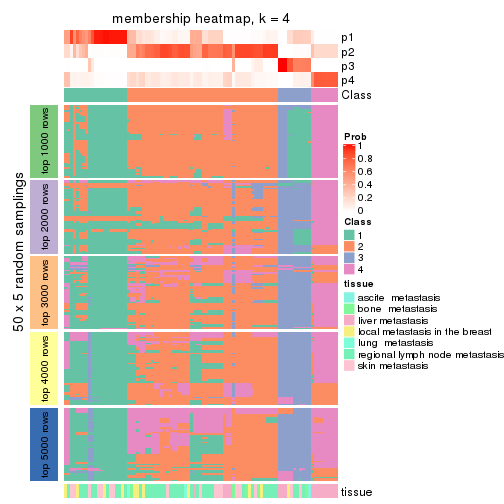 membership heatmap, k = 4
p1
p2
p3
p4
Class
50 x 5 random samplings
top 1000 rows
top 2000 rows
top 3000 rows
top 4000 rows
top 5000 rows
Prob
1
0.8
0.6
0.4
0.2
0
Class
1
2
3
4
tissue
ascite metastasis
bone metastasis
liver metastasis
local metastasis in the breast
lung metastasis
regional lymph node metastasis
skin metastasis
tissue